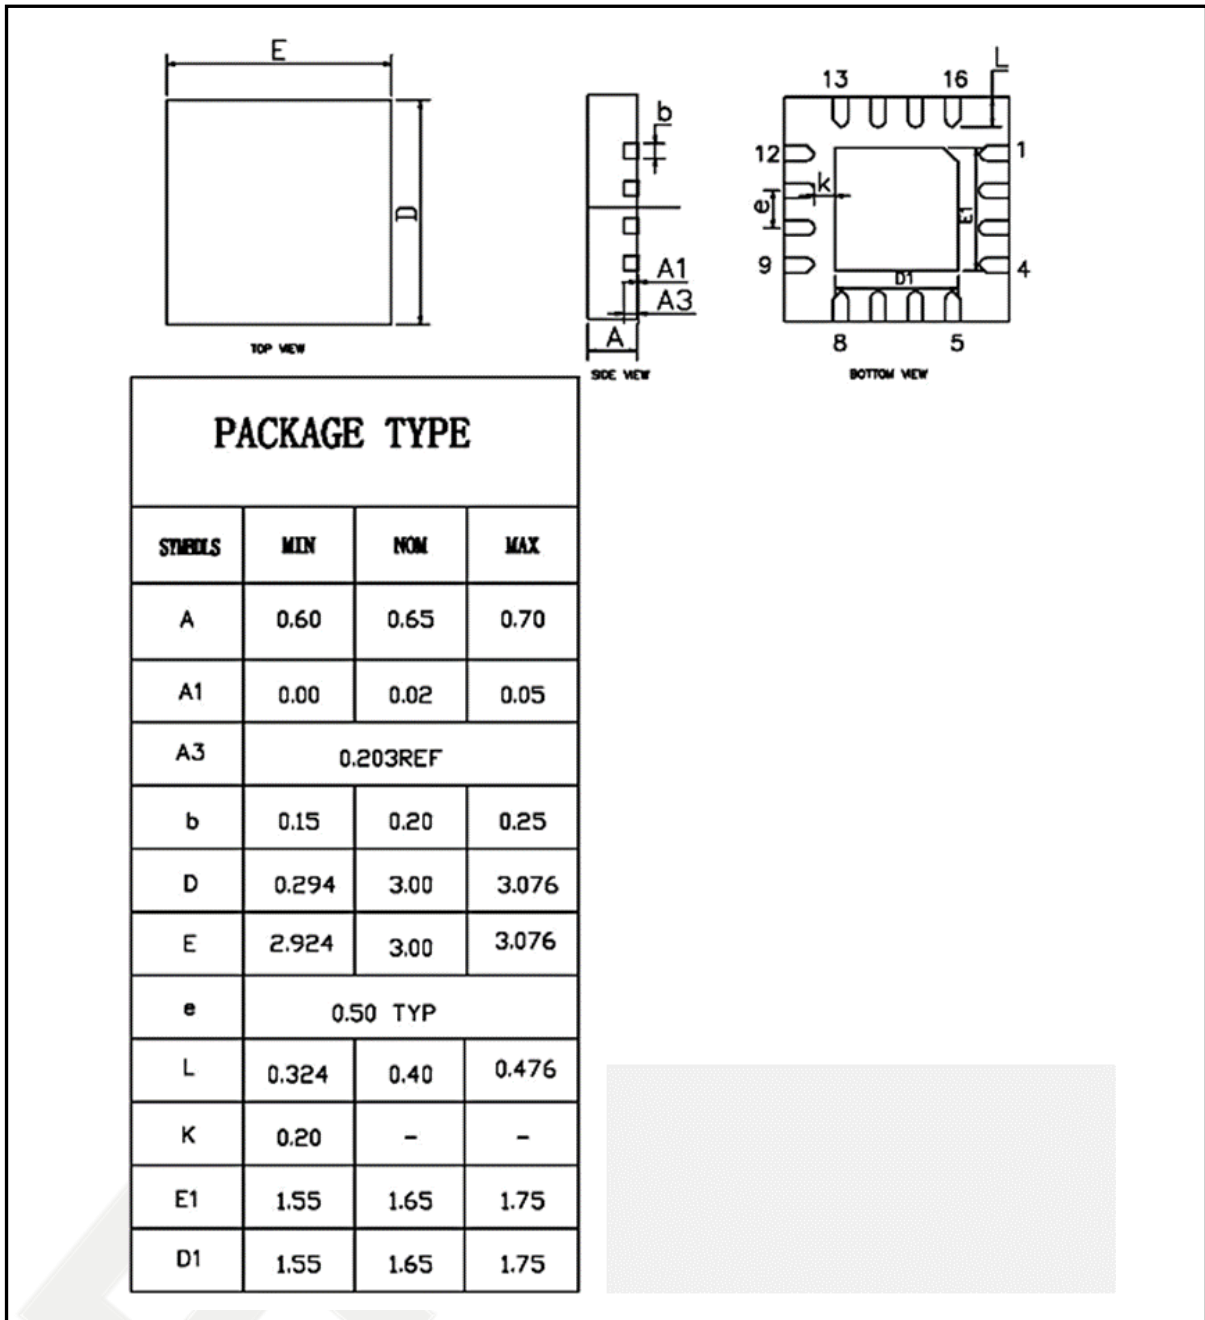 E
D
TOP VIEW
b
A1
A3
A
SIDE VIEW
L
13 16
12 1
k
e
E1
9 4
D1
8 5
BOTTOM VIEW
PACKAGE TYPE
SYMBOLS MIN NOM MAX
A 0.60 0.65 0.70
A1 0.00 0.02 0.05
A3 0.203REF
b 0.15 0.20 0.25
D 0.294 3.00 3.076
E 2.924 3.00 3.076
e 0.50 TYP
L 0.324 0.40 0.476
K 0.20 - -
E1 1.55 1.65 1.75
D1 1.55 1.65 1.75